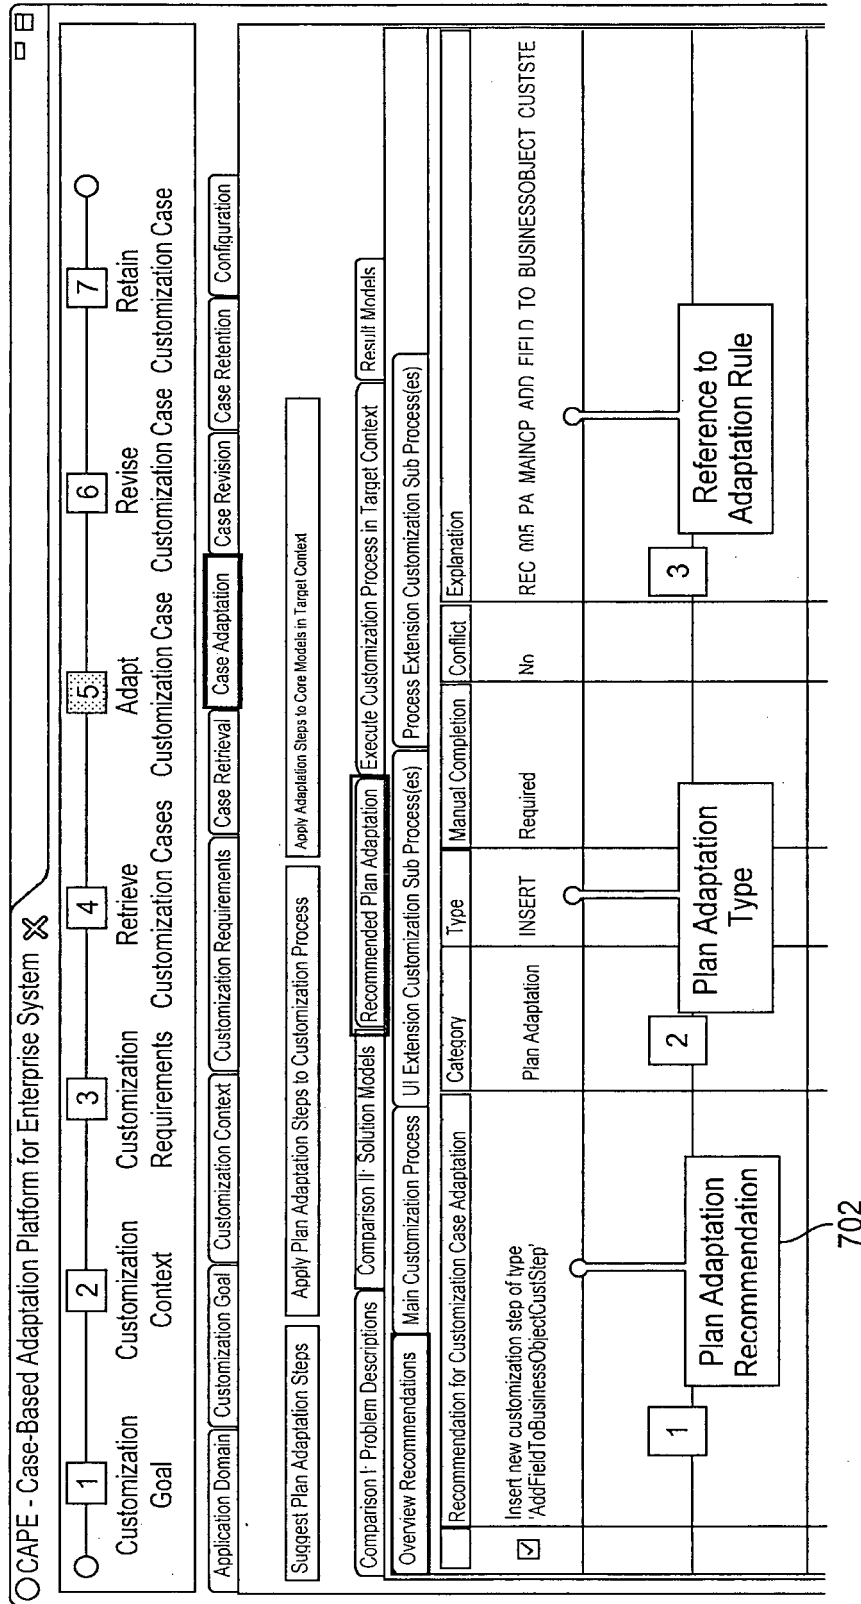 CAPE - Case-Based Adaptation Platform for Enterprise System
1 2 3 4 5 6 7
Customization Goal
Customization Context
Customization Requirements
Retrieve Customization Cases
Adapt Customization Case
Revise Customization Case
Retain Customization Case
Application Domain Customization Goal Customization Context Customization Requirements Case Retrieval Case Adaptation Case Revision Case Retention Configuration
Suggest Plan Adaptation Steps Apply Plan Adaptation Steps to Customization Process Apply Adaptation Steps to Core Models in Target Context
Comparison I: Problem Descriptions Comparison II: Solution Models Recommended Plan Adaptation Execute Customization Process in Target Context Result Models
Overview Recommendations Main Customization Process UI Extension Customization Sub Process(es) Process Extension Customization Sub Process(es)
Recommendation for Customization Case Adaptation Category Type Manual Completion Conflict Explanation
Insert new customization step of type
'AddFieldToBusinessObjectCustStep'
Plan Adaptation INSERT Required No REC 005 PA MAINCP ADD FIELD TO BUSINESSOBJECT CUSTSTE
1 Plan Adaptation
Recommendation
2 Plan Adaptation
Type
3 Reference to
Adaptation Rule
702